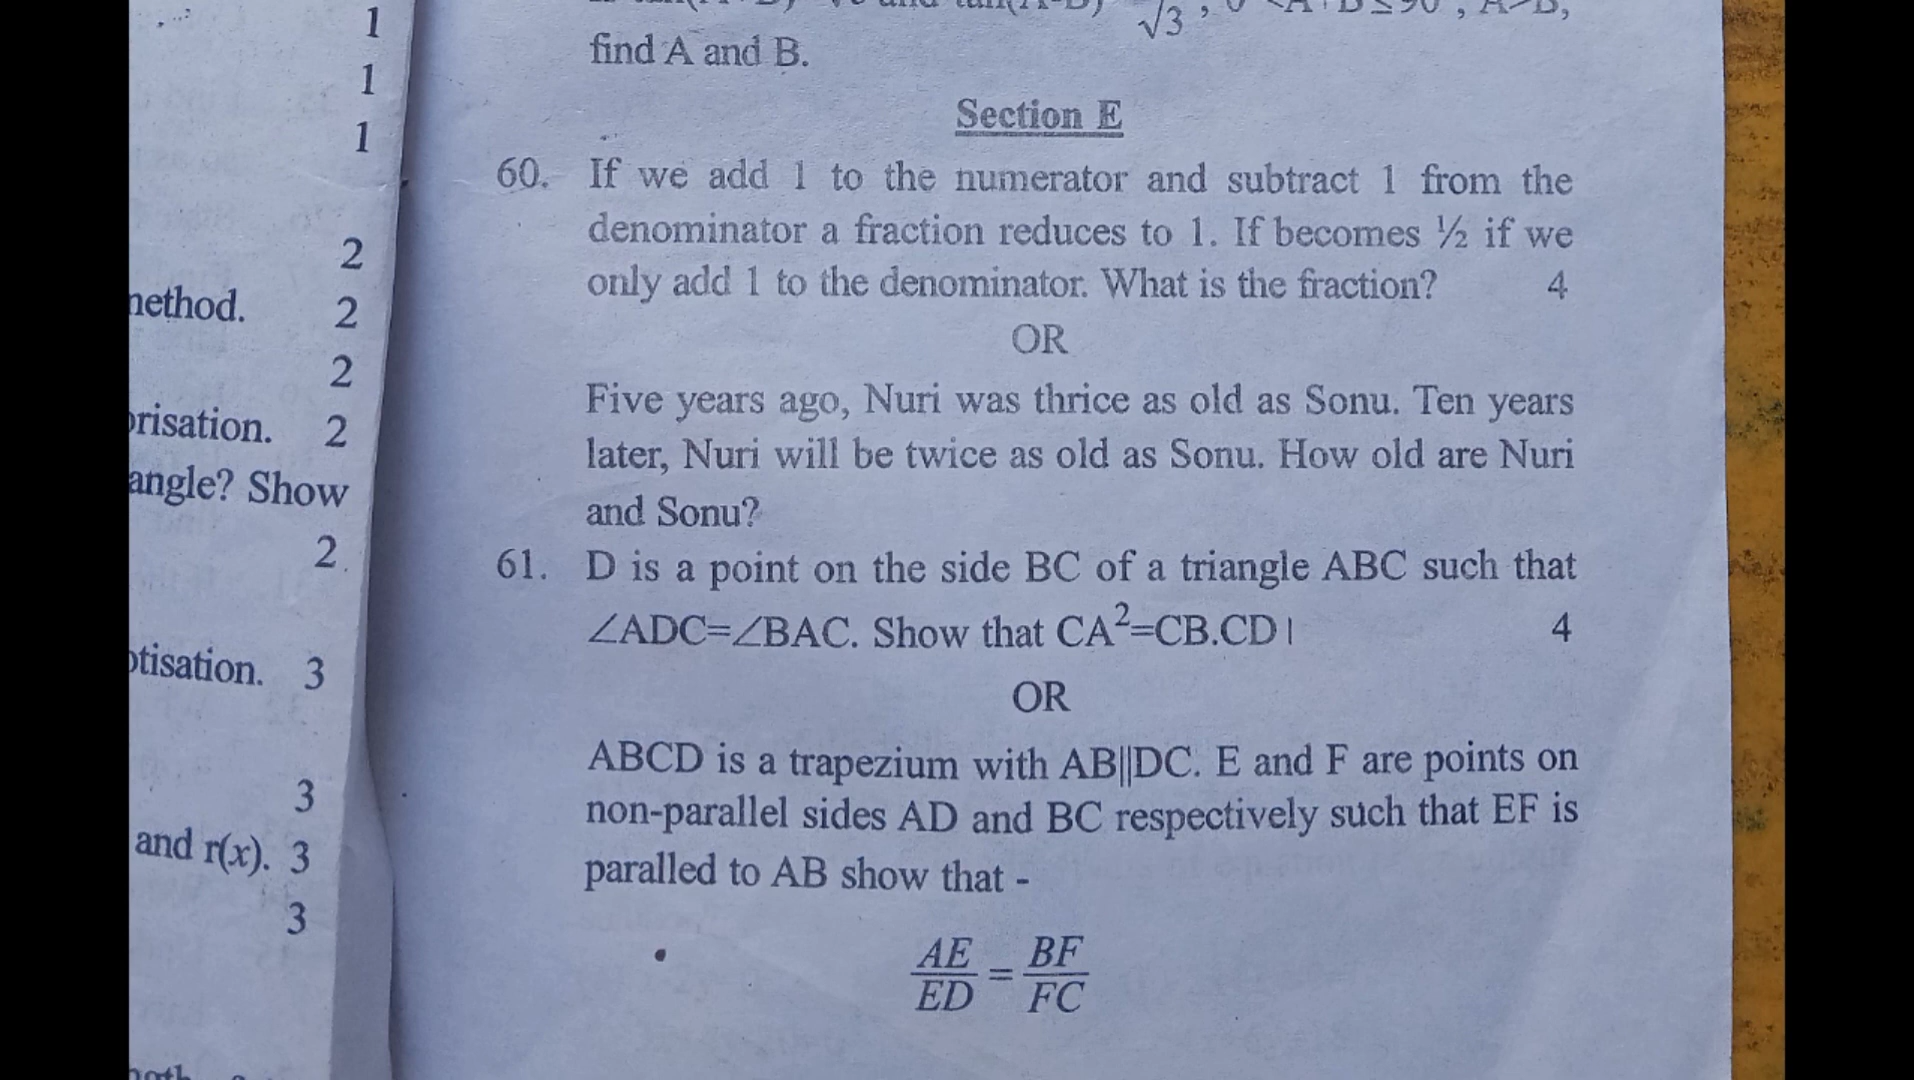 1
1
1
2
nethod. 2
2
orisation. 2
angle? Show
2
otisation. 3
3
and r(x). 3
3
√3
find A and B.
Section E
60. If we add 1 to the numerator and subtract 1 from the
denominator a fraction reduces to 1. If becomes ½ if we
only add 1 to the denominator. What is the fraction? 4
OR
Five years ago, Nuri was thrice as old as Sonu. Ten years
later, Nuri will be twice as old as Sonu. How old are Nuri
and Sonu?
61. D is a point on the side BC of a triangle ABC such that
∠ADC=∠BAC. Show that CA²=CB.CD। 4
OR
ABCD is a trapezium with AB||DC. E and F are points on
non-parallel sides AD and BC respectively such that EF is
paralled to AB show that -
AE/ED = BF/FC